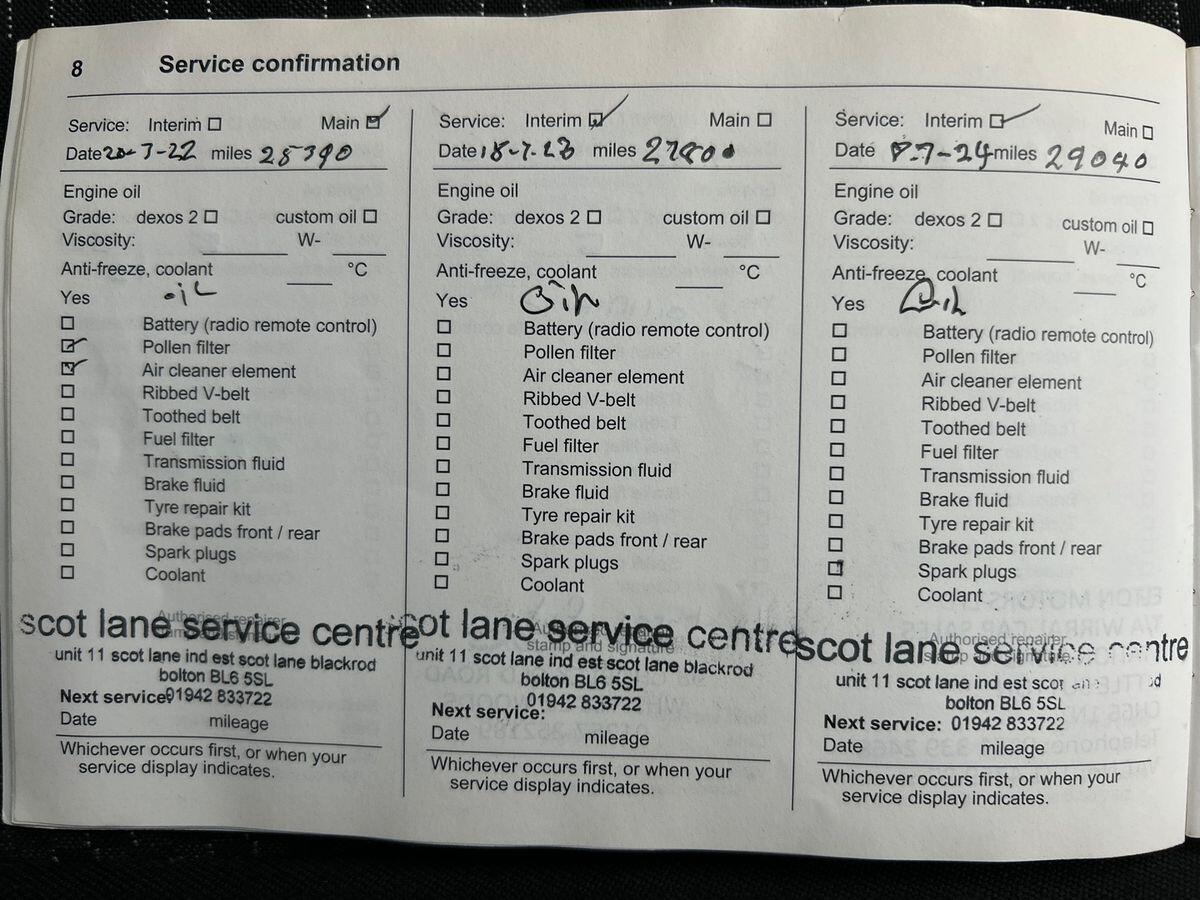 8 Service confirmation
Service: Interim Main
Date 20-7-22 miles 25390
Engine oil
Grade: dexos 2 custom oil
Viscosity: W-
Anti-freeze, coolant °C
Yes oil
Battery (radio remote control)
Pollen filter
Air cleaner element
Ribbed V-belt
Toothed belt
Fuel filter
Transmission fluid
Brake fluid
Tyre repair kit
Brake pads front / rear
Spark plugs
Coolant
Authorised repairer
scot lane service centre
unit 11 scot lane ind est scot lane blackrod
bolton BL6 5SL
Next service: 01942 833722
Date mileage
Whichever occurs first, or when your
service display indicates.
Service: Interim Main
Date 18-7-23 miles 27800
Engine oil
Grade: dexos 2 custom oil
Viscosity: W-
Anti-freeze, coolant °C
Yes Oil
Battery (radio remote control)
Pollen filter
Air cleaner element
Ribbed V-belt
Toothed belt
Fuel filter
Transmission fluid
Brake fluid
Tyre repair kit
Brake pads front / rear
Spark plugs
Coolant
scot lane service centre
stamp and signature
unit 11 scot lane ind est scot lane blackrod
bolton BL6 5SL
01942 833722
Next service:
Date mileage
Whichever occurs first, or when your
service display indicates.
Service: Interim Main
Date 8-7-24 miles 29040
Engine oil
Grade: dexos 2 custom oil
Viscosity: W-
Anti-freeze, coolant °C
Yes Oil
Battery (radio remote control)
Pollen filter
Air cleaner element
Ribbed V-belt
Toothed belt
Fuel filter
Transmission fluid
Brake fluid
Tyre repair kit
Brake pads front / rear
Spark plugs
Coolant
Authorised repairer
scot lane service centre
unit 11 scot lane ind est scot lane
bolton BL6 5SL
Next service: 01942 833722
Date mileage
Whichever occurs first, or when your
service display indicates.